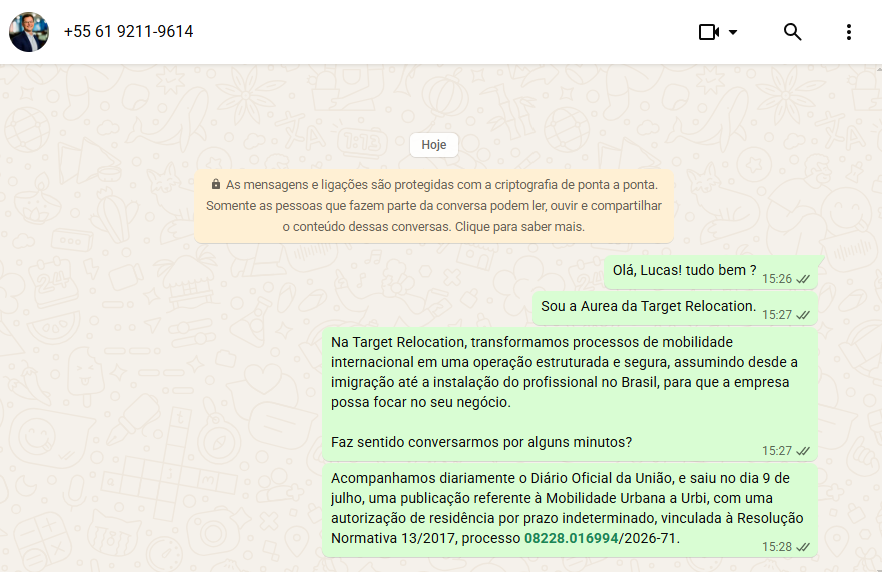 +55 61 9211-9614
Hoje
As mensagens e ligações são protegidas com a criptografia de ponta a ponta.
Somente as pessoas que fazem parte da conversa podem ler, ouvir e compartilhar
o conteúdo dessas conversas. Clique para saber mais.
Olá, Lucas! tudo bem ?
15:26
Sou a Aurea da Target Relocation.
15:27
Na Target Relocation, transformamos processos de mobilidade
internacional em uma operação estruturada e segura, assumindo desde a
imigração até a instalação do profissional no Brasil, para que a empresa
possa focar no seu negócio.
Faz sentido conversarmos por alguns minutos?
15:27
Acompanhamos diariamente o Diário Oficial da União, e saiu no dia 9 de
julho, uma publicação referente à Mobilidade Urbana a Urbi, com uma
autorização de residência por prazo indeterminado, vinculada à Resolução
Normativa 13/2017, processo 08228.016994/2026-71.
15:28